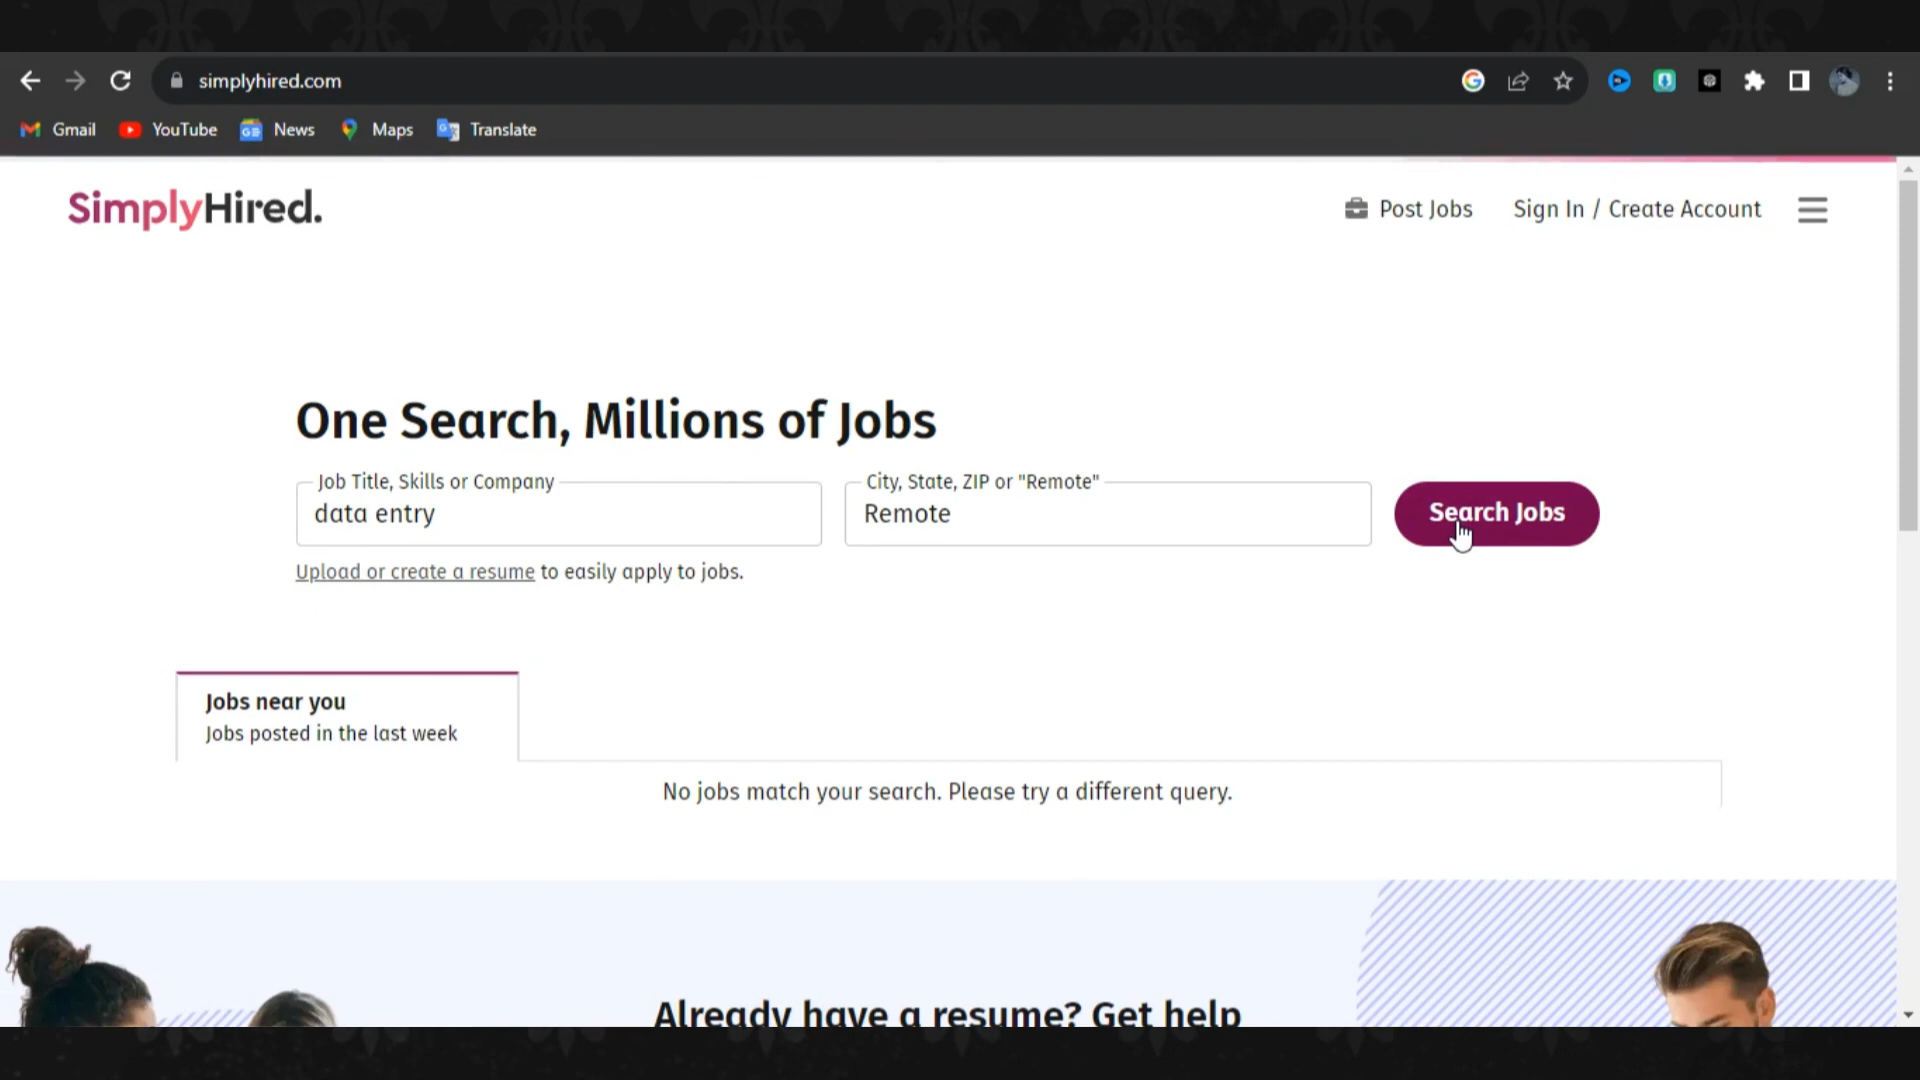 simplyhired.com
Gmail YouTube News Maps Translate
SimplyHired.
Post Jobs Sign In / Create Account
One Search, Millions of Jobs
Job Title, Skills or Company City, State, ZIP or "Remote"
data entry Remote Search Jobs
Upload or create a resume to easily apply to jobs.
Jobs near you
Jobs posted in the last week
No jobs match your search. Please try a different query.
Already have a resume? Get help